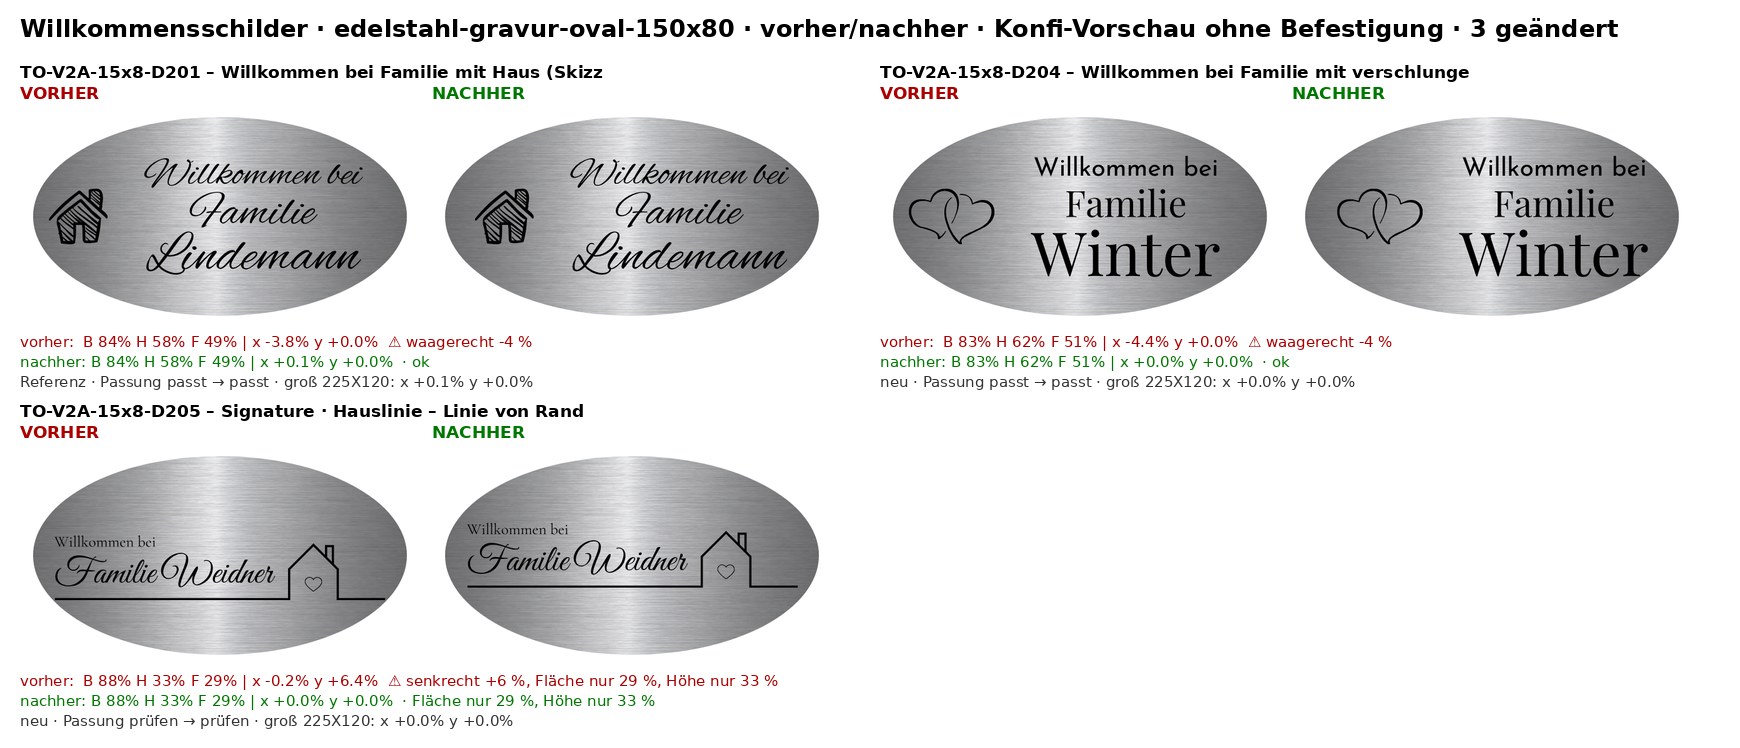 Willkommensschilder · edelstahl-gravur-oval-150x80 · vorher/nachher · Konfi-Vorschau ohne Befestigung · 3 geändert
TO-V2A-15x8-D201 – Willkommen bei Familie mit Haus (Skizz
VORHER
NACHHER
Willkommen bei
Familie
Lindemann
Willkommen bei
Familie
Lindemann
vorher:  B 84% H 58% F 49% | x -3.8% y +0.0%  ⚠ waagerecht -4 %
nachher: B 84% H 58% F 49% | x +0.1% y +0.0%  · ok
Referenz · Passung passt → passt · groß 225X120: x +0.1% y +0.0%
TO-V2A-15x8-D204 – Willkommen bei Familie mit verschlunge
VORHER
NACHHER
Willkommen bei
Familie
Winter
Willkommen bei
Familie
Winter
vorher:  B 83% H 62% F 51% | x -4.4% y +0.0%  ⚠ waagerecht -4 %
nachher: B 83% H 62% F 51% | x +0.0% y +0.0%  · ok
neu · Passung passt → passt · groß 225X120: x +0.0% y +0.0%
TO-V2A-15x8-D205 – Signature · Hauslinie – Linie von Rand
VORHER
NACHHER
Willkommen bei
Familie Weidner
Willkommen bei
Familie Weidner
vorher:  B 88% H 33% F 29% | x -0.2% y +6.4%  ⚠ senkrecht +6 %, Fläche nur 29 %, Höhe nur 33 %
nachher: B 88% H 33% F 29% | x +0.0% y +0.0%  · Fläche nur 29 %, Höhe nur 33 %
neu · Passung prüfen → prüfen · groß 225X120: x +0.0% y +0.0%